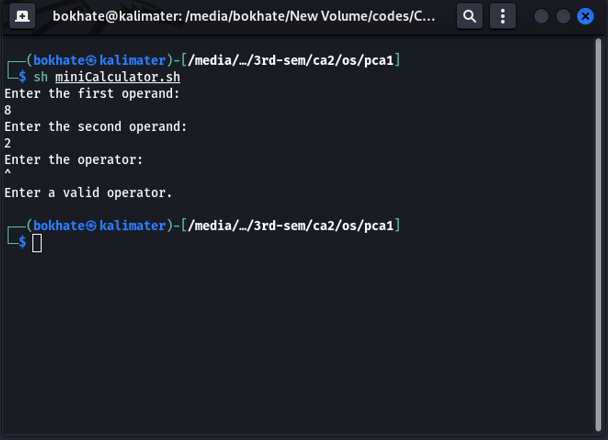 bokhate@kalimater: /media/bokhate/New Volume/codes/C...
┌──(bokhate㉿kalimater)-[/media/…/3rd-sem/ca2/os/pca1]
└─$ sh miniCalculator.sh
Enter the first operand:
8
Enter the second operand:
2
Enter the operator:
^
Enter a valid operator.
┌──(bokhate㉿kalimater)-[/media/…/3rd-sem/ca2/os/pca1]
└─$